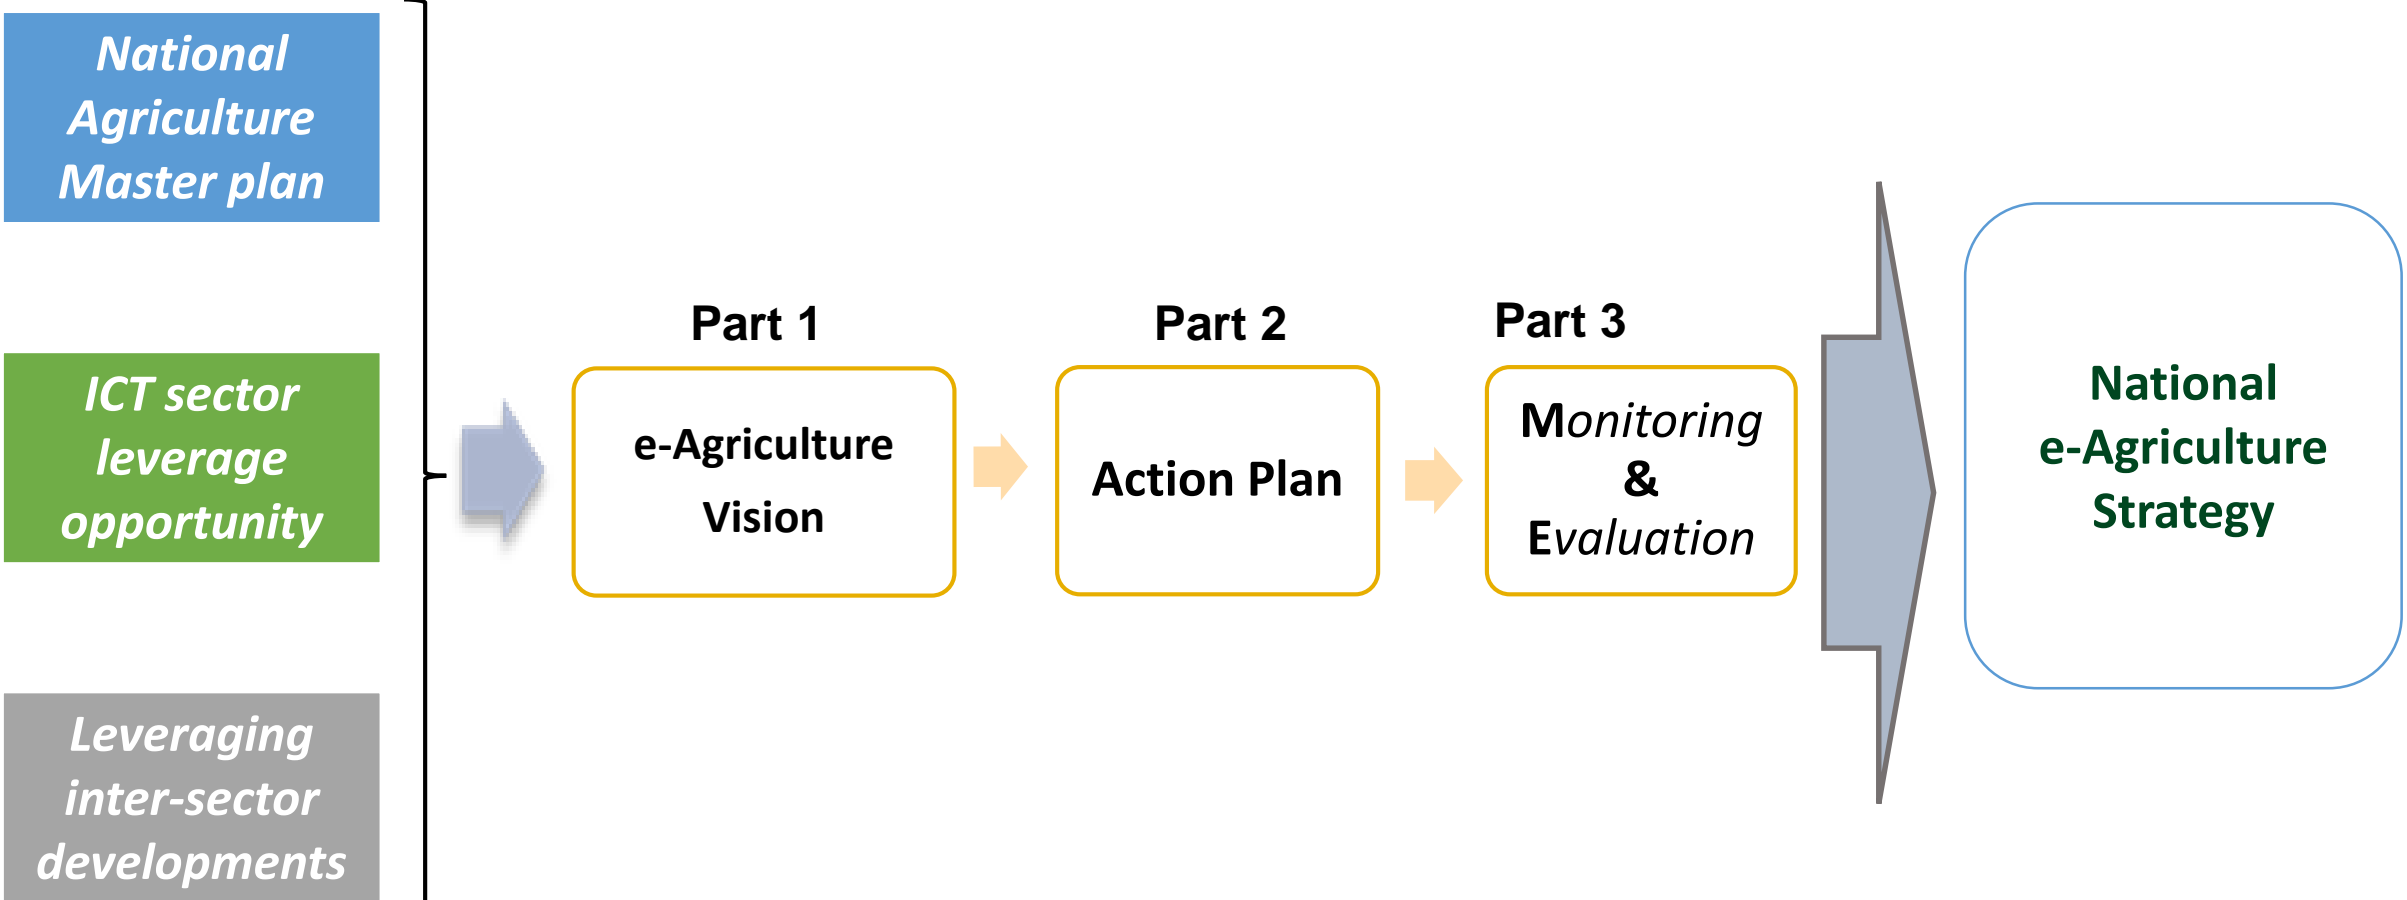 National
Agriculture
Master plan
ICT sector
leverage
opportunity
Leveraging
inter-sector
developments
Part 1
e-Agriculture
Vision
Part 2
Action Plan
Part 3
Monitoring
&
Evaluation
National
e-Agriculture
Strategy